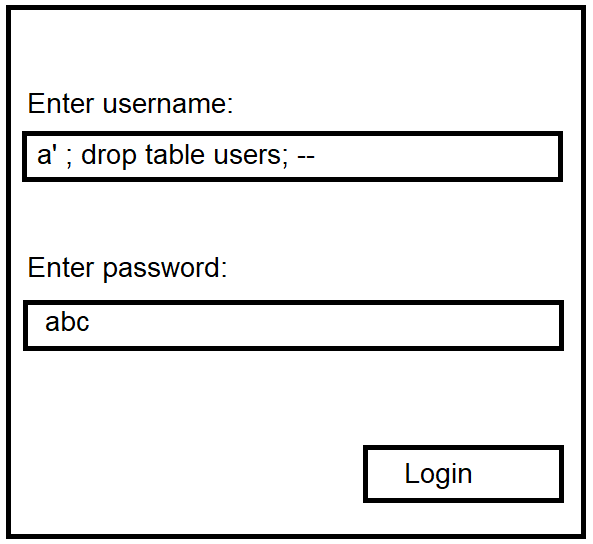 Enter username:
a' ; drop table users; --
Enter password:
abc
Login